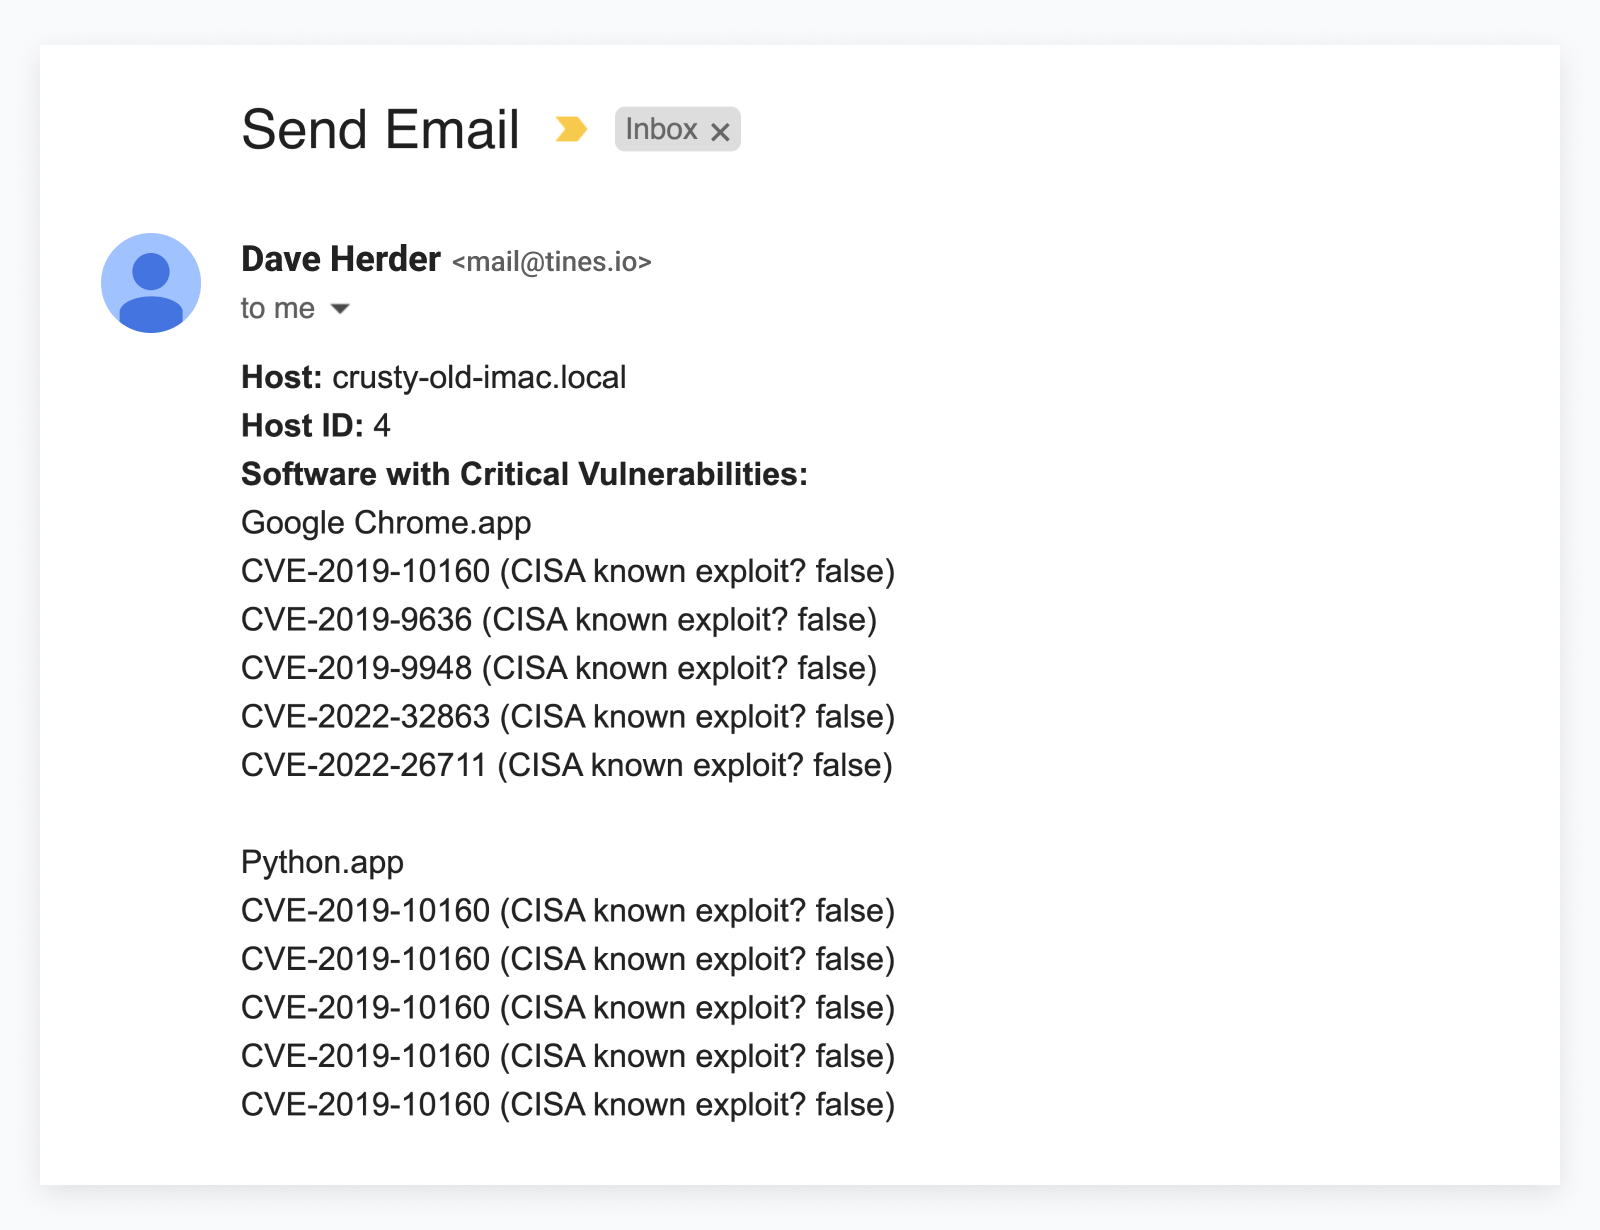 Send Email Inbox
Dave Herder <mail@tines.io>
to me
Host: crusty-old-imac.local
Host ID: 4
Software with Critical Vulnerabilities:
Google Chrome.app
CVE-2019-10160 (CISA known exploit? false)
CVE-2019-9636 (CISA known exploit? false)
CVE-2019-9948 (CISA known exploit? false)
CVE-2022-32863 (CISA known exploit? false)
CVE-2022-26711 (CISA known exploit? false)
Python.app
CVE-2019-10160 (CISA known exploit? false)
CVE-2019-10160 (CISA known exploit? false)
CVE-2019-10160 (CISA known exploit? false)
CVE-2019-10160 (CISA known exploit? false)
CVE-2019-10160 (CISA known exploit? false)